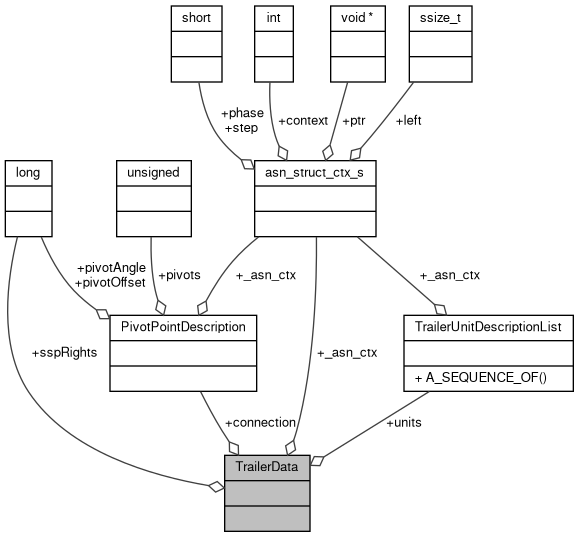 short
int
void *
ssize_t
+phase
+step
+context
+ptr
+left
long
unsigned
asn_struct_ctx_s
+pivotAngle
+pivotOffset
+pivots
+_asn_ctx
+_asn_ctx
PivotPointDescription
TrailerUnitDescriptionList
+sspRights
+_asn_ctx
+ A_SEQUENCE_OF()
+connection
+units
TrailerData